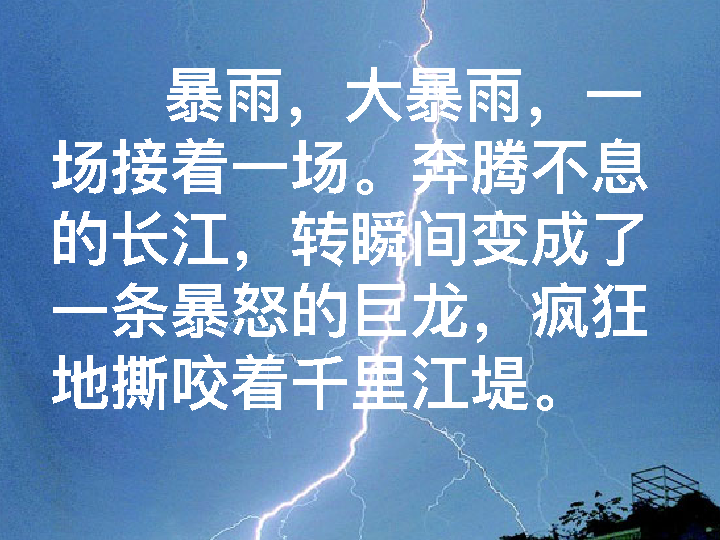 暴雨，大暴雨，一
场接着一场。奔腾不息
的长江，转瞬间变成了
一条暴怒的巨龙，疯狂
地撕咬着千里江堤。